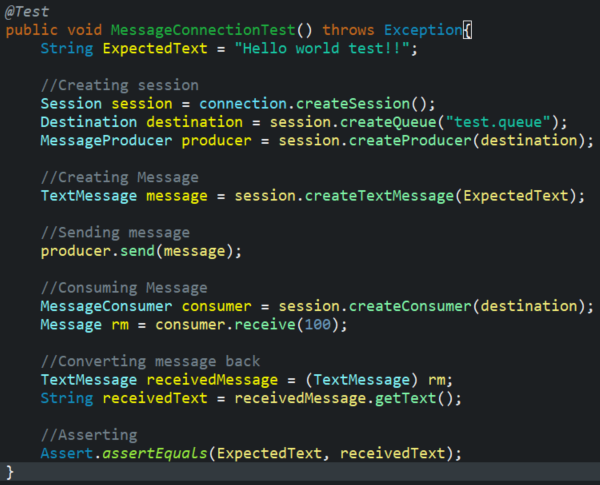 @Test
public void MessageConnectionTest() throws Exception{
    String ExpectedText = "Hello world test!!";

    //Creating session
    Session session = connection.createSession();
    Destination destination = session.createQueue("test.queue");
    MessageProducer producer = session.createProducer(destination);

    //Creating Message
    TextMessage message = session.createTextMessage(ExpectedText);

    //Sending message
    producer.send(message);

    //Consuming Message
    MessageConsumer consumer = session.createConsumer(destination);
    Message rm = consumer.receive(100);

    //Converting message back
    TextMessage receivedMessage = (TextMessage) rm;
    String receivedText = receivedMessage.getText();

    //Asserting
    Assert.assertEquals(ExpectedText, receivedText);
}